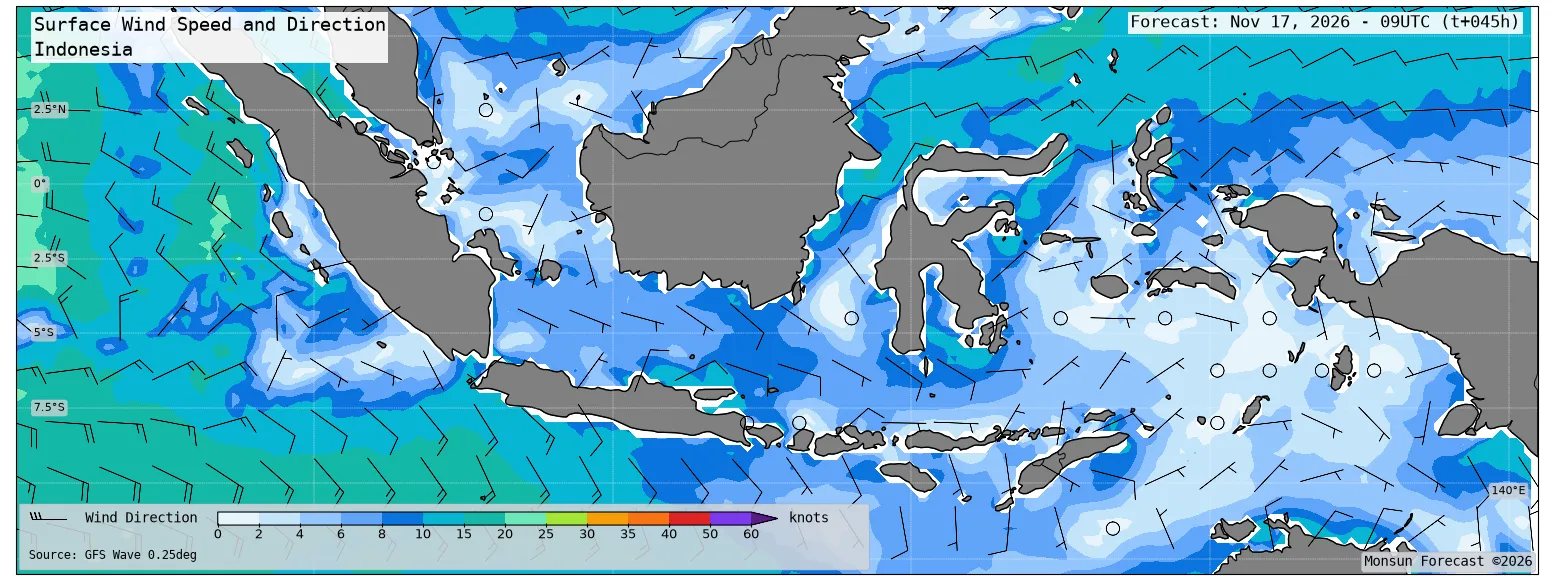 Surface Wind Speed and Direction
Indonesia
Forecast: Nov 17, 2026 - 09UTC (t+045h)
2.5°N
0°
2.5°S
5°S
7.5°S
140°E
Wind Direction
0 2 4 6 8 10 15 20 25 30 35 40 50 60
knots
Source: GFS Wave 0.25deg
Monsun Forecast ©2026